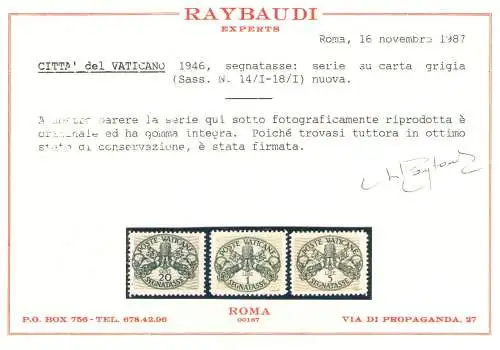 RAYBAUDI
EXPERTS
Roma, 16 novembre 1987
CITTA' del VATICANO 1946, segnatasse: serie su carta grigia
(Sass. N. 14/I-18/I) nuova.
A nostro parere la serie qui sotto fotograficamente riprodotta è
originale ed ha gomma integra. Poiché trovasi tuttora in ottimo
stato di conservazione, è stata firmata.
POSTE VATICANE
20
SEGNATASSE
POSTE VATICANE
1
SEGNATASSE
POSTE VATICANE
5
SEGNATASSE
P.O. BOX 756 - TEL. 678.42.96
ROMA
00187
VIA DI PROPAGANDA, 27